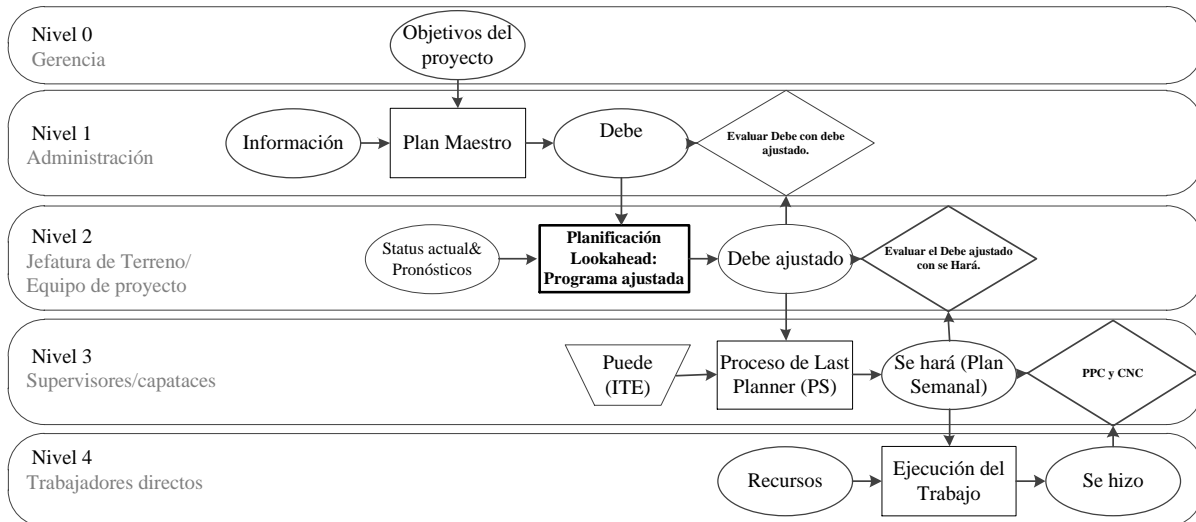 Nivel 0
Gerencia
Objetivos del
proyecto
Nivel 1
Administración
Información
Plan Maestro
Debe
Evaluar Debe con debe
ajustado.
Nivel 2
Jefatura de Terreno/
Equipo de proyecto
Status actual&
Pronósticos
Planificación
Lookahead:
Programa ajustada
Debe ajustado
Evaluar el Debe ajustado
con se Hará.
Nivel 3
Supervisores/capataces
Puede
(ITE)
Proceso de Last
Planner (PS)
Se hará (Plan
Semanal)
PPC y CNC
Nivel 4
Trabajadores directos
Recursos
Ejecución del
Trabajo
Se hizo